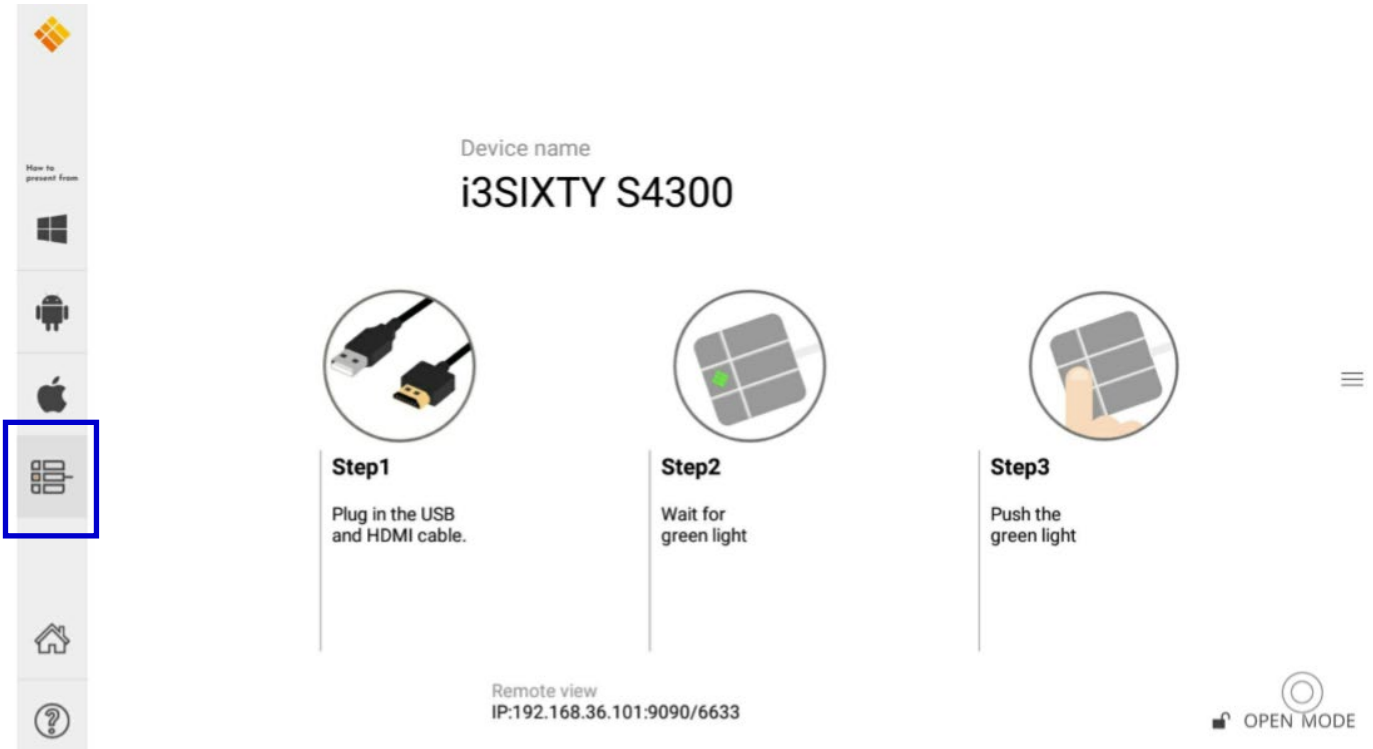 How to
present from
Device name
i3SIXTY S4300
Step1
Plug in the USB
and HDMI cable.
Step2
Wait for
green light
Step3
Push the
green light
Remote view
IP:192.168.36.101:9090/6633
OPEN MODE